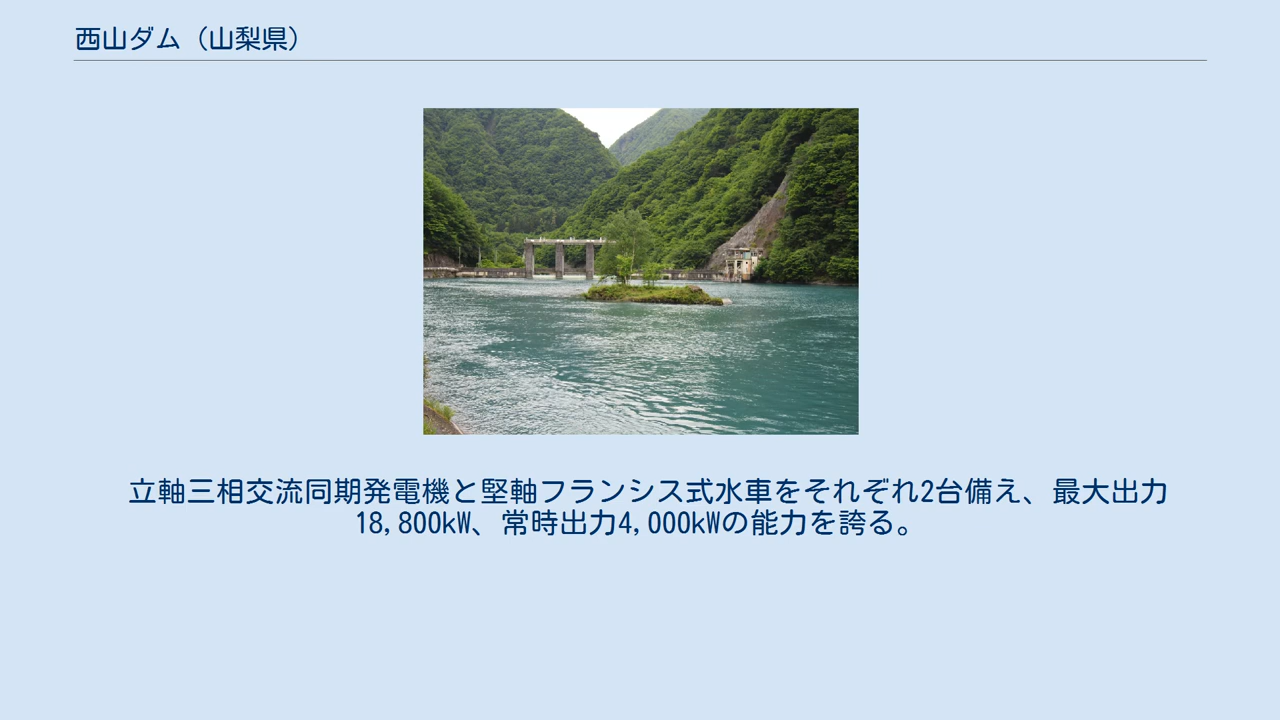 西山ダム（山梨県）
立軸三相交流同期発電機と堅軸フランシス式水車をそれぞれ2台備え、最大出力
18,800kW、常時出力4,000kWの能力を誇る。